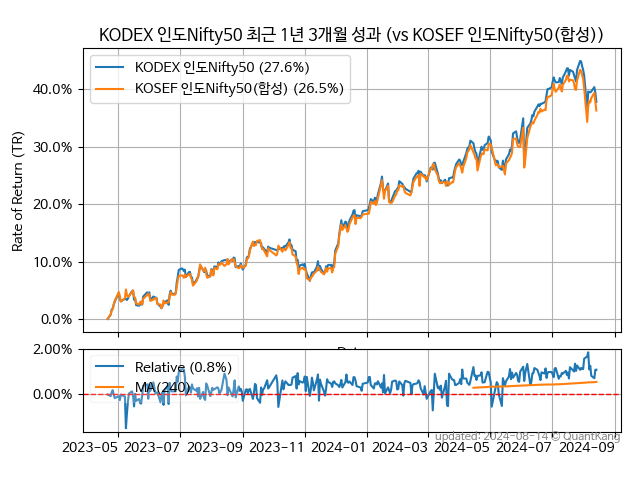 KODEX 인도Nifty50 최근 1년 3개월 성과 (vs KOSEF 인도Nifty50(합성))
KODEX 인도Nifty50 (27.6%)
KOSEF 인도Nifty50(합성) (26.5%)
Rate of Return (TR)
40.0%
30.0%
20.0%
10.0%
0.0%
2.00%
0.00%
Relative (0.8%)
MA(240)
2023-05 2023-07 2023-09 2023-11 2024-01 2024-03 2024-05 2024-07 2024-09
updated: 2024-08-14 © QuantKang